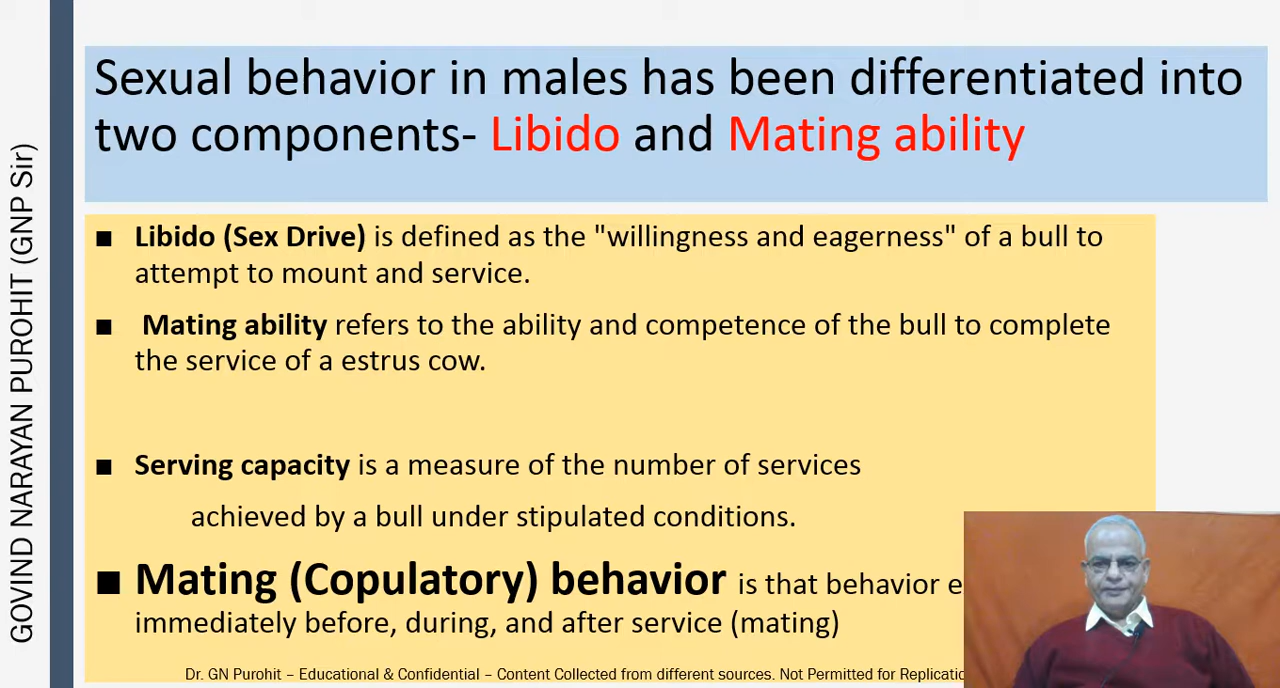 GOVIND NARAYAN PUROHIT (GNP Sir)
Sexual behavior in males has been differentiated into
two components- Libido and Mating ability
■ Libido (Sex Drive) is defined as the "willingness and eagerness" of a bull to
attempt to mount and service.
■ Mating ability refers to the ability and competence of the bull to complete
the service of a estrus cow.
■ Serving capacity is a measure of the number of services
achieved by a bull under stipulated conditions.
■ Mating (Copulatory) behavior is that behavior
immediately before, during, and after service (mating)
Dr. GN Purohit – Educational & Confidential – Content Collected from different sources. Not Permitted for